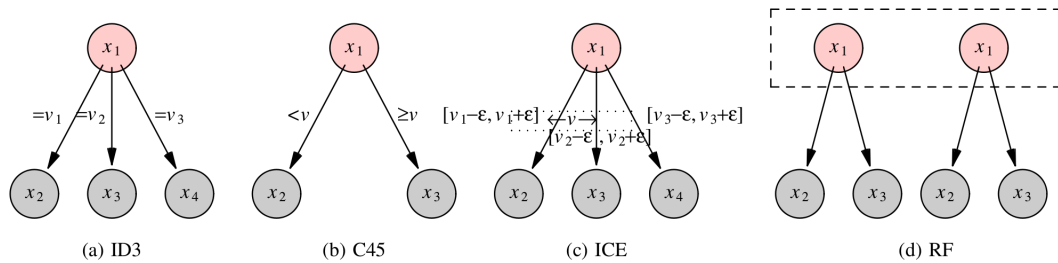 x₁ x₁ x₁ x₁ x₁
=v₁ =v₂ =v₃ <v ≥v [v₁−ε, v₁+ε] ←v→ [v₃−ε, v₃+ε]
[v₂−ε, v₂+ε]
x₂ x₃ x₄ x₂ x₃ x₂ x₃ x₄ x₂ x₃ x₂ x₃
(a) ID3 (b) C45 (c) ICE (d) RF